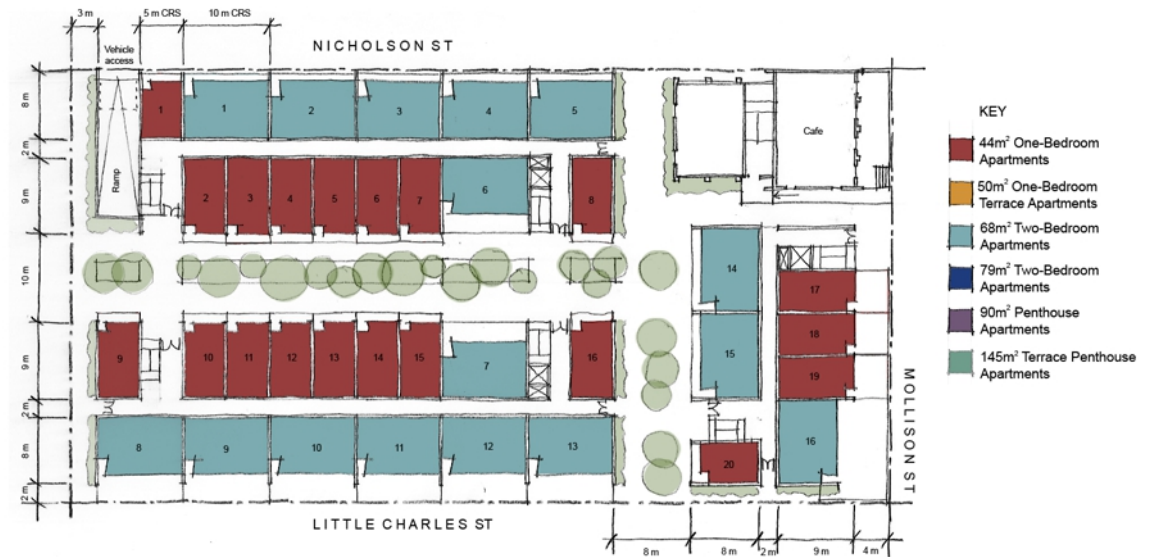 3 m
5 m CRS
10 m CRS
NICHOLSON ST
Vehicle
access
8 m
2 m
9 m
10 m
9 m
2 m
8 m
2 m
Ramp
1
1
2
3
4
5
2
3
4
5
6
7
6
8
Cafe
14
17
9
10
11
12
13
14
15
7
16
15
18
19
8
9
10
11
12
13
20
16
LITTLE CHARLES ST
MOLLISON ST
8 m
8 m
2 m
9 m
4 m
KEY
44m² One-Bedroom
Apartments
50m² One-Bedroom
Terrace Apartments
68m² Two-Bedroom
Apartments
79m² Two-Bedroom
Apartments
90m² Penthouse
Apartments
145m² Terrace Penthouse
Apartments